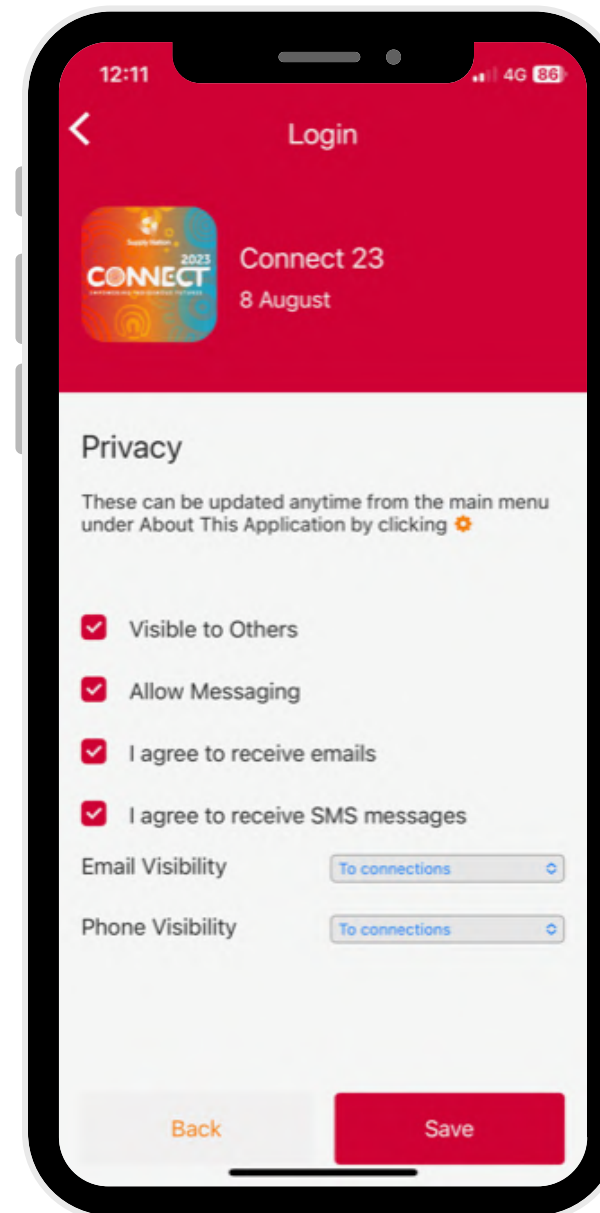 12:11
4G 86
Login
Supply Nation
2023
CONNECT
Connect 23
8 August
Privacy
These can be updated anytime from the main menu
under About This Application by clicking
Visible to Others
Allow Messaging
I agree to receive emails
I agree to receive SMS messages
Email Visibility To connections
Phone Visibility To connections
Back Save